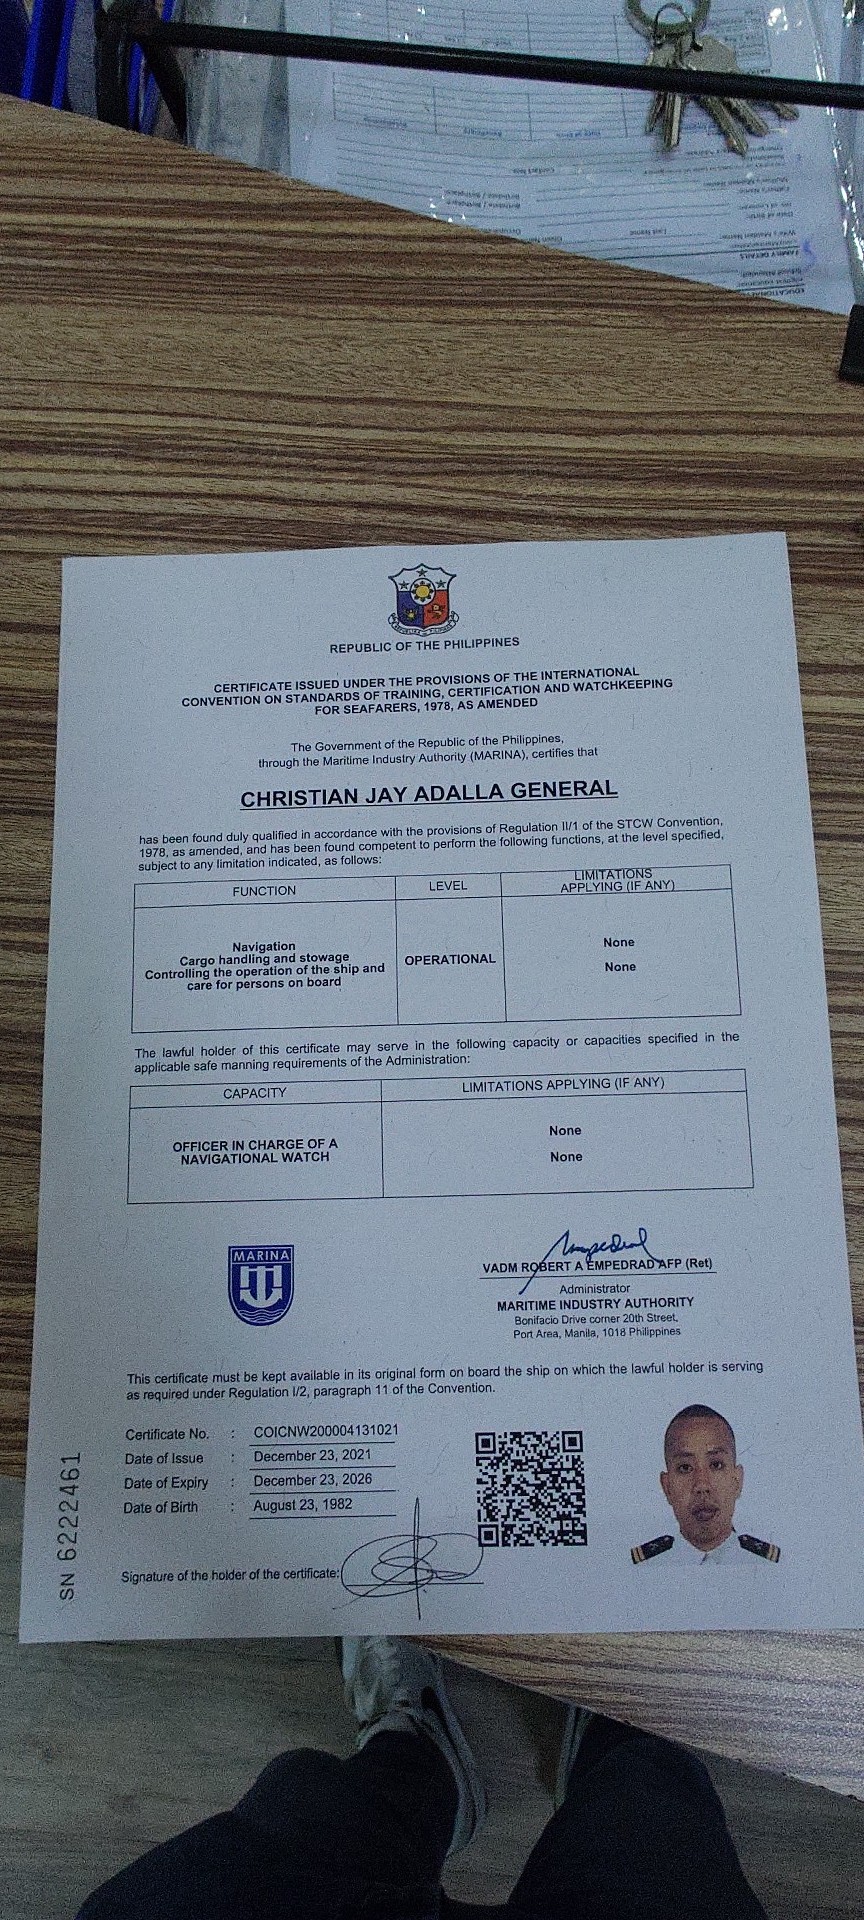 REPUBLIC OF THE PHILIPPINES
CERTIFICATE ISSUED UNDER THE PROVISIONS OF THE INTERNATIONAL
CONVENTION ON STANDARDS OF TRAINING, CERTIFICATION AND WATCHKEEPING
FOR SEAFARERS, 1978, AS AMENDED
The Government of the Republic of the Philippines,
through the Maritime Industry Authority (MARINA), certifies that
CHRISTIAN JAY ADALLA GENERAL
has been found duly qualified in accordance with the provisions of Regulation II/1 of the STCW Convention,
1978, as amended, and has been found competent to perform the following functions, at the level specified,
subject to any limitation indicated, as follows:
FUNCTION LEVEL LIMITATIONS
APPLYING (IF ANY)
Navigation
Cargo handling and stowage
Controlling the operation of the ship and
care for persons on board
OPERATIONAL
None
None
The lawful holder of this certificate may serve in the following capacity or capacities specified in the
applicable safe manning requirements of the Administration:
CAPACITY LIMITATIONS APPLYING (IF ANY)
OFFICER IN CHARGE OF A
NAVIGATIONAL WATCH
None
None
MARINA
VADM ROBERT A EMPEDRAD AFP (Ret)
Administrator
MARITIME INDUSTRY AUTHORITY
Bonifacio Drive corner 20th Street,
Port Area, Manila, 1018 Philippines
This certificate must be kept available in its original form on board the ship on which the lawful holder is serving
as required under Regulation I/2, paragraph 11 of the Convention.
Certificate No. : COICNW200004131021
Date of Issue : December 23, 2021
Date of Expiry : December 23, 2026
Date of Birth : August 23, 1982
Signature of the holder of the certificate:
SN 6222461